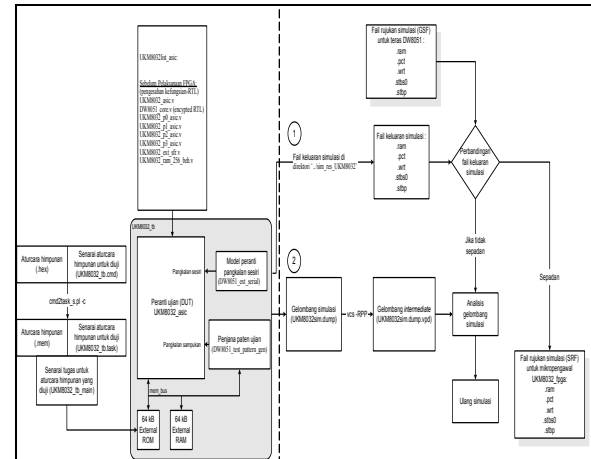 UKM8032list_asic:
Sebelum Pelaksanaan FPGA:
(pengesahan kefungsian-RTL)
UKM8032_asic.v
DW8051_core.v (encypted RTL)
UKM8032_p0_asic.v
UKM8032_p1_asic.v
UKM8032_p2_asic.v
UKM8032_p3_asic.v
UKM8032_ext_sfr.v
UKM8032_ram_256_beh.v
Fail rujukan simulasi (GSF)
untuk teras DW8051 :
.ram
.pct
.wrt
.stbs0
.stbp
1
Fail keluaran simulasi di
direktori '../sim_res_UKM8032'
Fail keluaran simulasi :
.ram
.pct
.wrt
.stbs0
.stbp
Perbandingan
fail keluaran
simulasi
Jika tidak
sepadan
Sepadan
UKM8032_tb
Aturcara himpunan
(.hex)
Senarai aturcara
himpunan untuk diuji
(UKM8032_tb.cmd)
cmd2task_s.pl -c
Aturcara himpunan
(.mem)
Senarai aturcara
himpunan untuk diuji
(UKM8032_tb.task)
Senarai tugas untuk
aturcara himpunan yang
diuji (UKM8032_tb_main)
Peranti ujian (DUT)
UKM8032_asic
Pangkalan sesiri
Model peranti
pangkalan sesiri
(DW8051_ext_serial)
Pangkalan sampukan
Penjana paten ujian
(DW8051_test_pattern_gen)
mem_bus
64 kB
External
ROM
64 kB
External
RAM
2
Gelombang simulasi
(UKM8032sim.dump)
vcs -RPP
Gelombang intermediate
(UKM8032sim.dump.vpd)
Analisis
gelombang
simulasi
Ulang simulasi
Fail rujukan simulasi (SRF)
untuk mikropengawal
UKM8032_fpga:
.ram
.pct
.wrt
.stbs0
.stbp